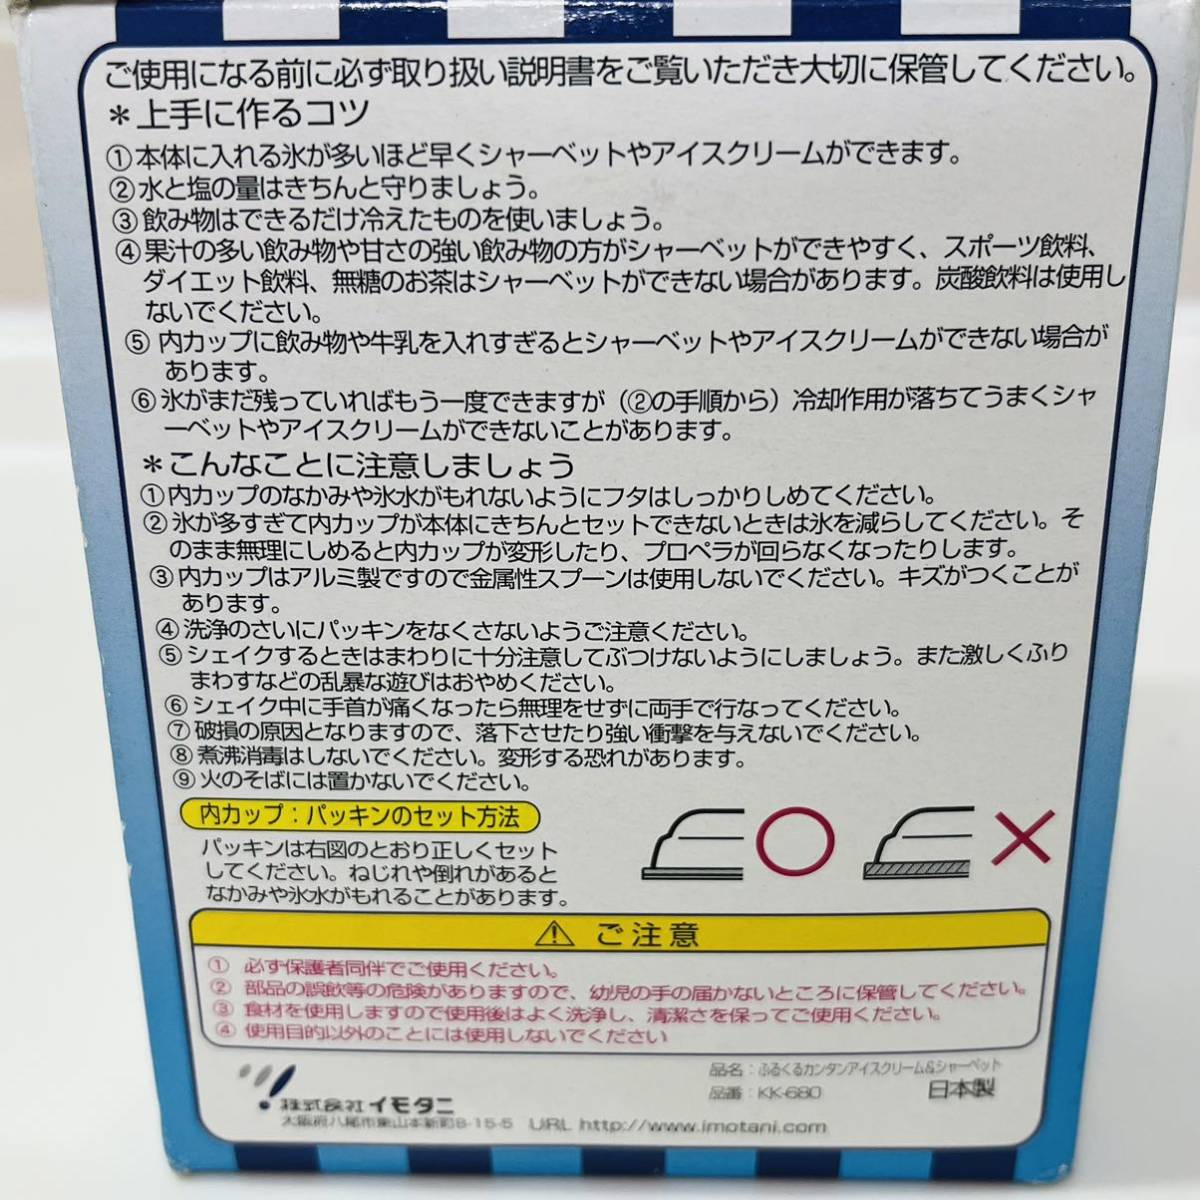 ご使用になる前に必ず取り扱い説明書をご覧いただき大切に保管してください。
＊上手に作るコツ
①本体に入れる氷が多いほど早くシャーベットやアイスクリームができます。
②水と塩の量はきちんと守りましょう。
③飲み物はできるだけ冷えたものを使いましょう。
④果汁の多い飲み物や甘さの強い飲み物の方がシャーベットができやすく、スポーツ飲料、
ダイエット飲料、無糖のお茶はシャーベットができない場合があります。炭酸飲料は使用し
ないでください。
⑤内カップに飲み物や牛乳を入れすぎるとシャーベットやアイスクリームができない場合が
あります。
⑥氷がまだ残っていればもう一度できますが（②の手順から）冷却作用が落ちてうまくシャ
ーベットやアイスクリームができないことがあります。
＊こんなことに注意しましょう
①内カップのなかみや氷水がもれないようにフタはしっかりしめてください。
②氷が多すぎて内カップが本体にきちんとセットできないときは氷を減らしてください。そ
のまま無理にしめると内カップが変形したり、プロペラが回らなくなったりします。
③内カップはアルミ製ですので金属性スプーンは使用しないでください。キズがつくことが
あります。
④洗浄のさいにパッキンをなくさないようご注意ください。
⑤シェイクするときはまわりに十分注意してぶつけないようにしましょう。また激しくふり
まわすなどの乱暴な遊びはおやめください。
⑥シェイク中に手首が痛くなったら無理をせずに両手で行なってください。
⑦破損の原因となりますので、落下させたり強い衝撃を与えないでください。
⑧煮沸消毒はしないでください。変形する恐れがあります。
⑨火のそばには置かないでください。
内カップ：パッキンのセット方法
パッキンは右図のとおり正しくセット
してください。ねじれや倒れがあると
なかみや氷水がもれることがあります。
⚠ ご注意
① 必ず保護者同伴でご使用ください。
② 部品の誤飲等の危険がありますので、幼児の手の届かないところに保管してください。
③ 食材を使用しますので使用後はよく洗浄し、清潔さを保ってご使用ください。
④ 使用目的以外のことには使用しないでください
品名：ふるくるカンタンアイスクリーム&シャーベット
品番：KK-680
日本製
株式会社イモタニ
大阪府八尾市東山本新町8-15-5 URL http://www.imotani.com